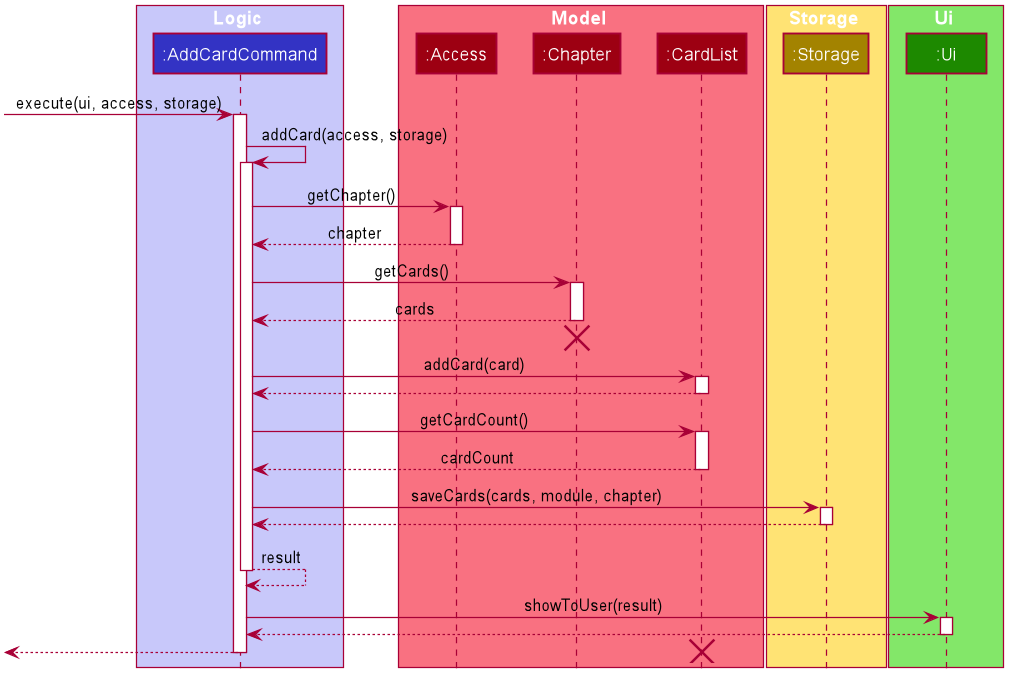 Logic
Model
Storage
Ui
:AddCardCommand
:Access
:Chapter
:CardList
:Storage
:Ui
execute(ui, access, storage)
addCard(access, storage)
getChapter()
chapter
getCards()
cards
addCard(card)
getCardCount()
cardCount
saveCards(cards, module, chapter)
result
showToUser(result)